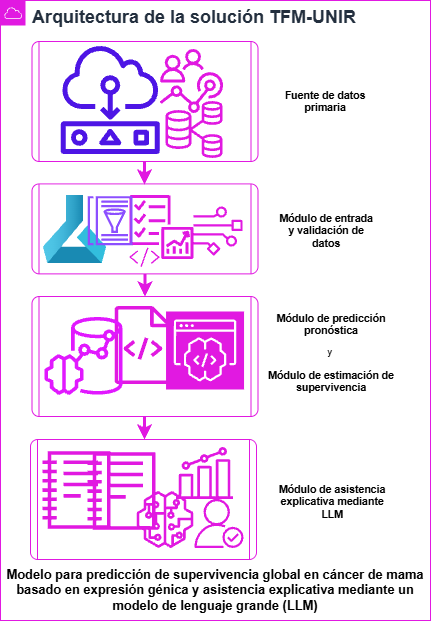 Arquitectura de la solución TFM-UNIR
Fuente de datos
primaria
Módulo de entrada
y validación de
datos
</>
Módulo de predicción
pronóstica
y
Módulo de estimación de
supervivencia
</>
</>
Módulo de asistencia
explicativa mediante
LLM
Modelo para predicción de supervivencia global en cáncer de mama
basado en expresión génica y asistencia explicativa mediante un
modelo de lenguaje grande (LLM)